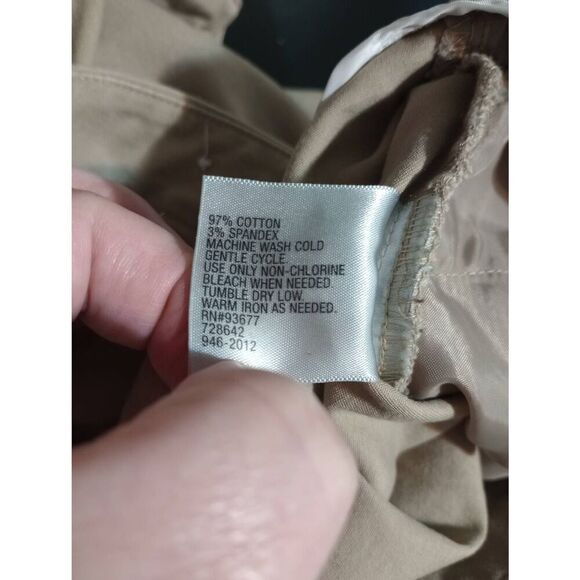 97% COTTON
3% SPANDEX
MACHINE WASH COLD
GENTLE CYCLE.
USE ONLY NON-CHLORINE
BLEACH WHEN NEEDED.
TUMBLE DRY LOW.
WARM IRON AS NEEDED.
RN#93677
728642
946-2012